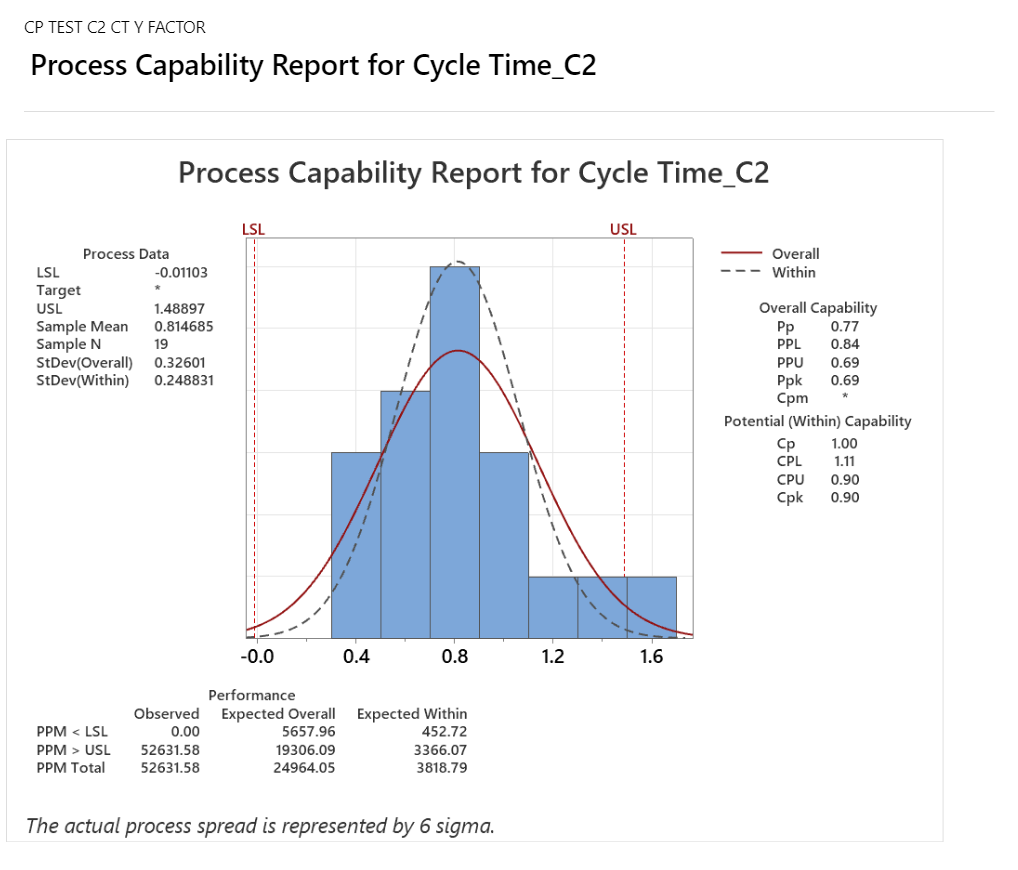 CP TEST C2 CT Y FACTOR
Process Capability Report for Cycle Time_C2
Process Capability Report for Cycle Time_C2
LSL USL
Process Data
LSL -0.01103
Target *
USL 1.48897
Sample Mean 0.814685
Sample N 19
StDev(Overall) 0.32601
StDev(Within) 0.248831
Overall
Within
Overall Capability
Pp 0.77
PPL 0.84
PPU 0.69
Ppk 0.69
Cpm *
Potential (Within) Capability
Cp 1.00
CPL 1.11
CPU 0.90
Cpk 0.90
-0.0 0.4 0.8 1.2 1.6
Performance
Observed Expected Overall Expected Within
PPM < LSL 0.00 5657.96 452.72
PPM > USL 52631.58 19306.09 3366.07
PPM Total 52631.58 24964.05 3818.79
The actual process spread is represented by 6 sigma.